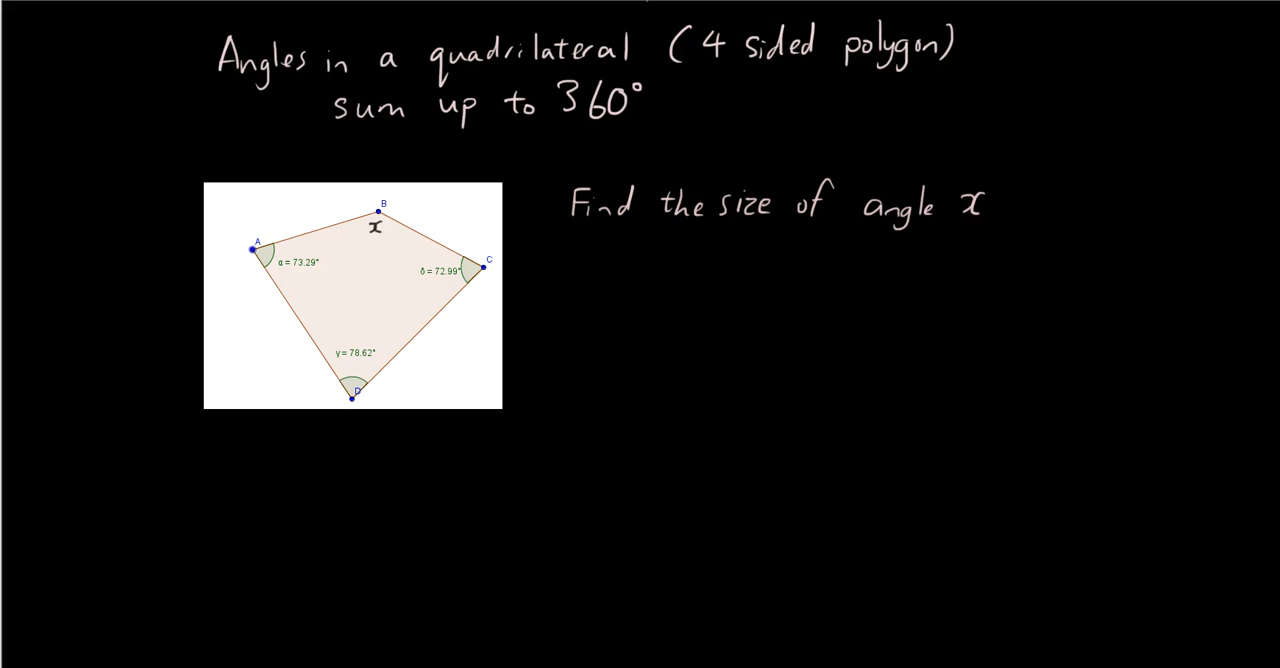 Angles in a quadrilateral (4 sided polygon)
sum up to 360°
Find the size of angle x
B
x
A
α = 73.29°
C
δ = 72.99°
γ = 78.62°
D